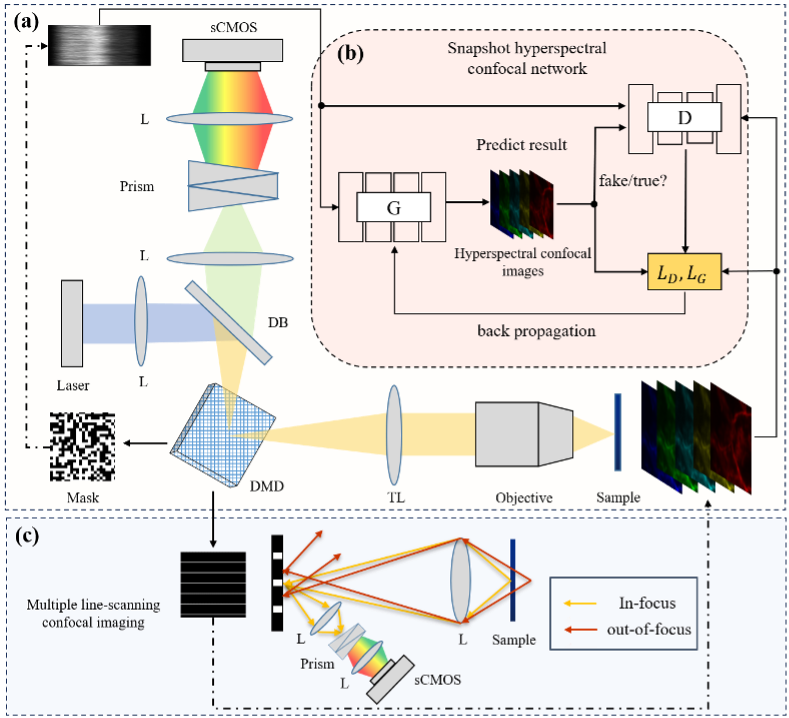 (a)
sCMOS
L
Prism
L
DB
Laser
L
Mask
DMD
TL
Objective
Sample
(b)
Snapshot hyperspectral
confocal network
D
Predict result
fake/true?
G
Hyperspectral confocal
images
L_D, L_G
back propagation
(c)
Multiple line-scanning
confocal imaging
L
Prism
L
sCMOS
L
Sample
In-focus
out-of-focus